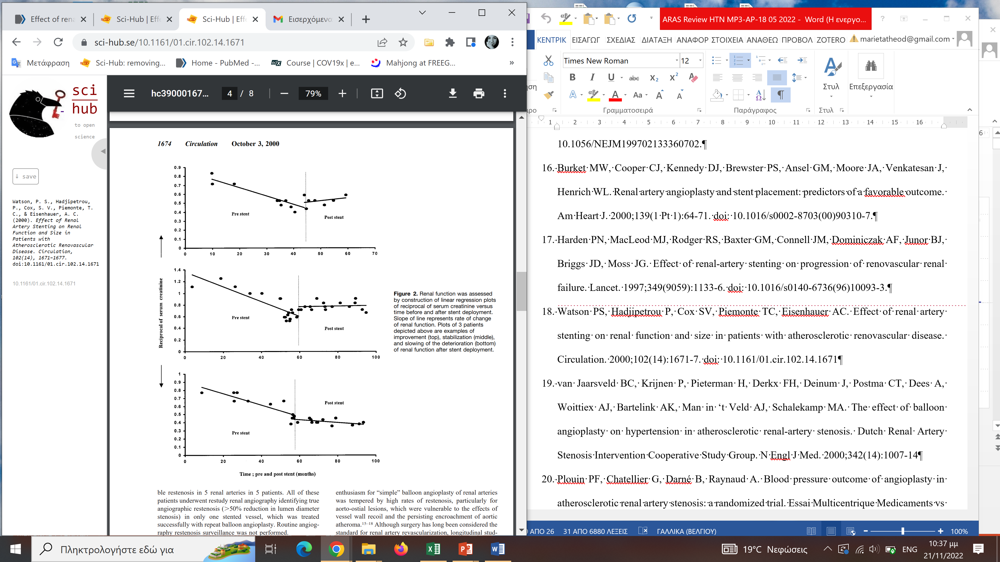 Effect of rena
Sci-Hub | Effe
Sci-Hub | Effe
Εισερχόμενα
sci-hub.se/10.1161/01.cir.102.14.1671
Μετάφραση
Sci-Hub: removing...
Home - PubMed -...
Course | COV19x | e...
Mahjong at FREEG...
»
sci
hub
to open
science
↓ save
Watson, P. S., Hadjipetrou,
P., Cox, S. V., Piemonte, T.
C., & Eisenhauer, A. C.
(2000). Effect of Renal
Artery Stenting on Renal
Function and Size in
Patients with
Atherosclerotic Renovascular
Disease. Circulation,
102(14), 1671–1677.
doi:10.1161/01.cir.102.14.1671
10.1161/01.cir.102.14.1671
hc39000167...
4 / 8
79%
1674 Circulation October 3, 2000
0.9
0.8
0.7
0.6
0.5
0.4
0.3
0.2
0.1
0
Pre stent
Post stent
0 10 20 30 40 50 60 70
Reciprocal of serum creatinine
1.4
1.2
1
0.8
0.6
0.4
0.2
0
Pre stent
Post stent
0 20 40 60 80 100
1
0.9
0.8
0.7
0.6
0.5
0.4
0.3
0.2
0.1
0
Post stent
Pre stent
0 20 40 60 80 100
Time ; pre and post stent (months)
Figure 2. Renal function was assessed
by construction of linear regression plots
of reciprocal of serum creatinine versus
time before and after stent deployment.
Slope of line represents rate of change
of renal function. Plots of 3 patients
depicted above are examples of
improvement (top), stabilization (middle),
and slowing of the deterioration (bottom)
of renal function after stent deployment.
ble restenosis in 5 renal arteries in 5 patients. All of these
patients underwent restudy renal angiography identifying true
angiographic restenosis (>50% reduction in lumen diameter
stenosis) in only one stented vessel, which was treated
successfully with repeat balloon angioplasty. Routine angiog-
raphy restenosis surveillance was not performed.
enthusiasm for “simple” balloon angioplasty of renal arteries
was tempered by high rates of restenosis, particularly for
aorto-ostial lesions, which were vulnerable to the effects of
vessel wall recoil and the persisting encroachment of aortic
atheroma.15–18 Although surgery has long been considered the
standard for renal artery revascularization, longitudinal stud-
ARAS Review HTN MP3-AP-18 05 2022 - Word (Η ενεργο...
ΚΕΝΤΡΙΚ ΕΙΣΑΓΩΓ ΣΧΕΔΙΑΣ ΔΙΑΤΑΞΗ ΑΝΑΦΟΡ ΣΤΟΙΧΕΙΑ ΑΝΑΘΕΩ ΠΡΟΒΟΛ ZOTERO marietatheod@gmail.com
Times New Roman 12
Στυλ
Επεξεργασία
Γραμματοσειρά
Παράγραφος
Στυλ
1 1 2 3 4 5 6 7 8 9 10 11 12 13 14 15 16
10.1056/NEJM199702133360702.¶
16. Burket MW, Cooper CJ, Kennedy DJ, Brewster PS, Ansel GM, Moore JA, Venkatesan J,
Henrich WL. Renal artery angioplasty and stent placement: predictors of a favorable outcome.
Am Heart J. 2000;139(1 Pt 1):64-71. doi: 10.1016/s0002-8703(00)90310-7.¶
17. Harden PN, MacLeod MJ, Rodger RS, Baxter GM, Connell JM, Dominiczak AF, Junor BJ,
Briggs JD, Moss JG. Effect of renal-artery stenting on progression of renovascular renal
failure. Lancet. 1997;349(9059):1133-6. doi: 10.1016/s0140-6736(96)10093-3.¶
18. Watson PS, Hadjipetrou P, Cox SV, Piemonte TC, Eisenhauer AC. Effect of renal artery
stenting on renal function and size in patients with atherosclerotic renovascular disease.
Circulation. 2000;102(14):1671-7. doi: 10.1161/01.cir.102.14.1671¶
19. van Jaarsveld BC, Krijnen P, Pieterman H, Derkx FH, Deinum J, Postma CT, Dees A,
Woittiex AJ, Bartelink AK, Man in ‘t Veld AJ, Schalekamp MA. The effect of balloon
angioplasty on hypertension in atherosclerotic renal-artery stenosis. Dutch Renal Artery
Stenosis Intervention Cooperative Study Group. N Engl J Med. 2000;342(14):1007-14¶
20. Plouin PF, Chatellier G, Darné B, Raynaud A. Blood pressure outcome of angioplasty in
atherosclerotic renal artery stenosis: a randomized trial. Essai Multicentrique Medicaments vs
ΑΠΟ 26 31 ΑΠΟ 6880 ΛΕΞΕΙΣ ΓΑΛΛΙΚΑ (ΒΕΛΓΙΟΥ) 100%
Πληκτρολογήστε εδώ για
19°C Νεφώσεις
ENG
10:37 μμ
21/11/2022